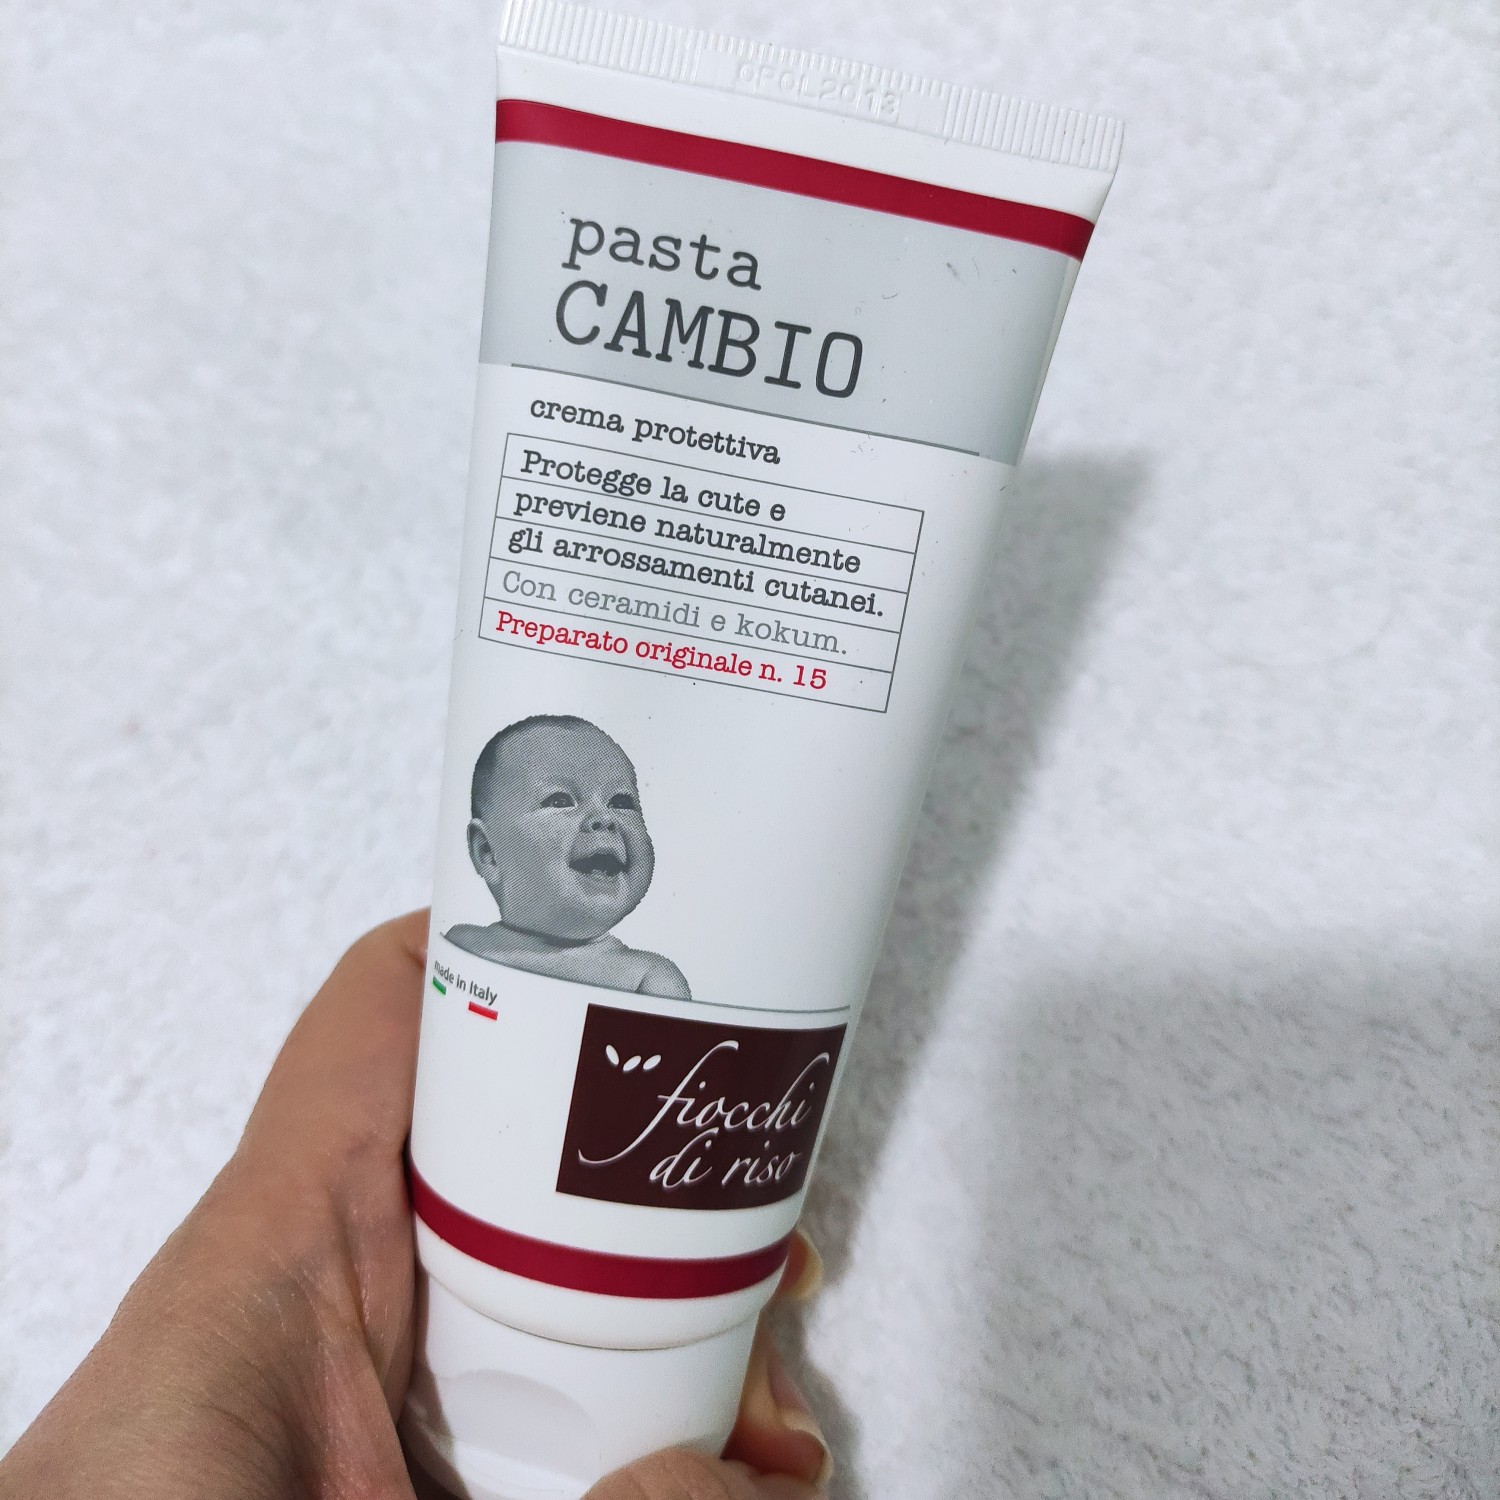 pasta
CAMBIO
crema protettiva
Protegge la cute e
previene naturalmente
gli arrossamenti cutanei.
Con ceramidi e kokum.
Preparato originale n. 15
made in Italy
fiocchi
di riso